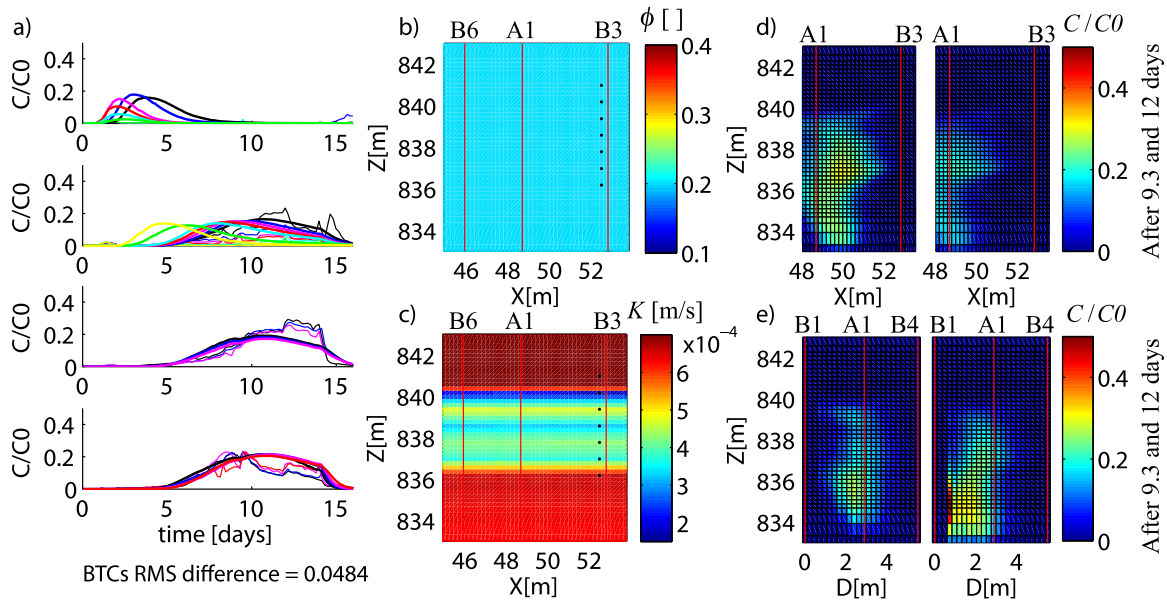 a)
C/C0
0.4
0.2
0
0 5 10 15
C/C0
0.4
0.2
0
0 5 10 15
C/C0
0.4
0.2
0
0 5 10 15
C/C0
0.4
0.2
0
0 5 10 15
time [days]
BTCs RMS difference = 0.0484
b)
B6 A1 B3
ϕ [ ]
Z[m]
842
840
838
836
834
46 48 50 52
X[m]
0.4
0.3
0.2
0.1
c)
B6 A1 B3
K [m/s]
x10⁻⁴
Z[m]
842
840
838
836
834
46 48 50 52
X[m]
6
5
4
3
2
d)
A1 B3 A1 B3
C/C0
Z[m]
842
840
838
836
834
48 50 52 48 50 52
X[m] X[m]
0.4
0.2
0
After 9.3 and 12 days
e)
B1 A1 B4 B1 A1 B4
C/C0
Z[m]
842
840
838
836
834
0 2 4 0 2 4
D[m] D[m]
0.4
0.2
0
After 9.3 and 12 days